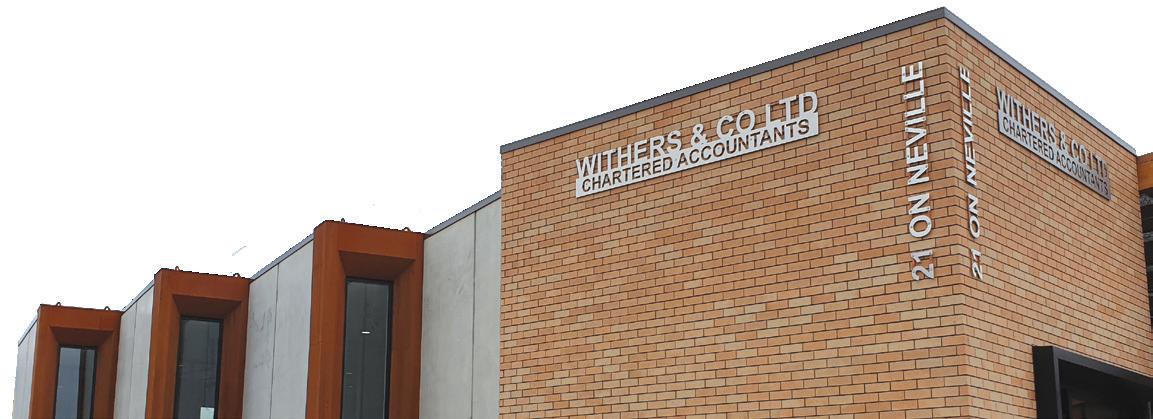 WITHERS & CO LTD
CHARTERED ACCOUNTANTS
21 ON NEVILLE
21 ON NEVILLE
WITHERS & CO LTD
CHARTERED ACCOUNTANTS